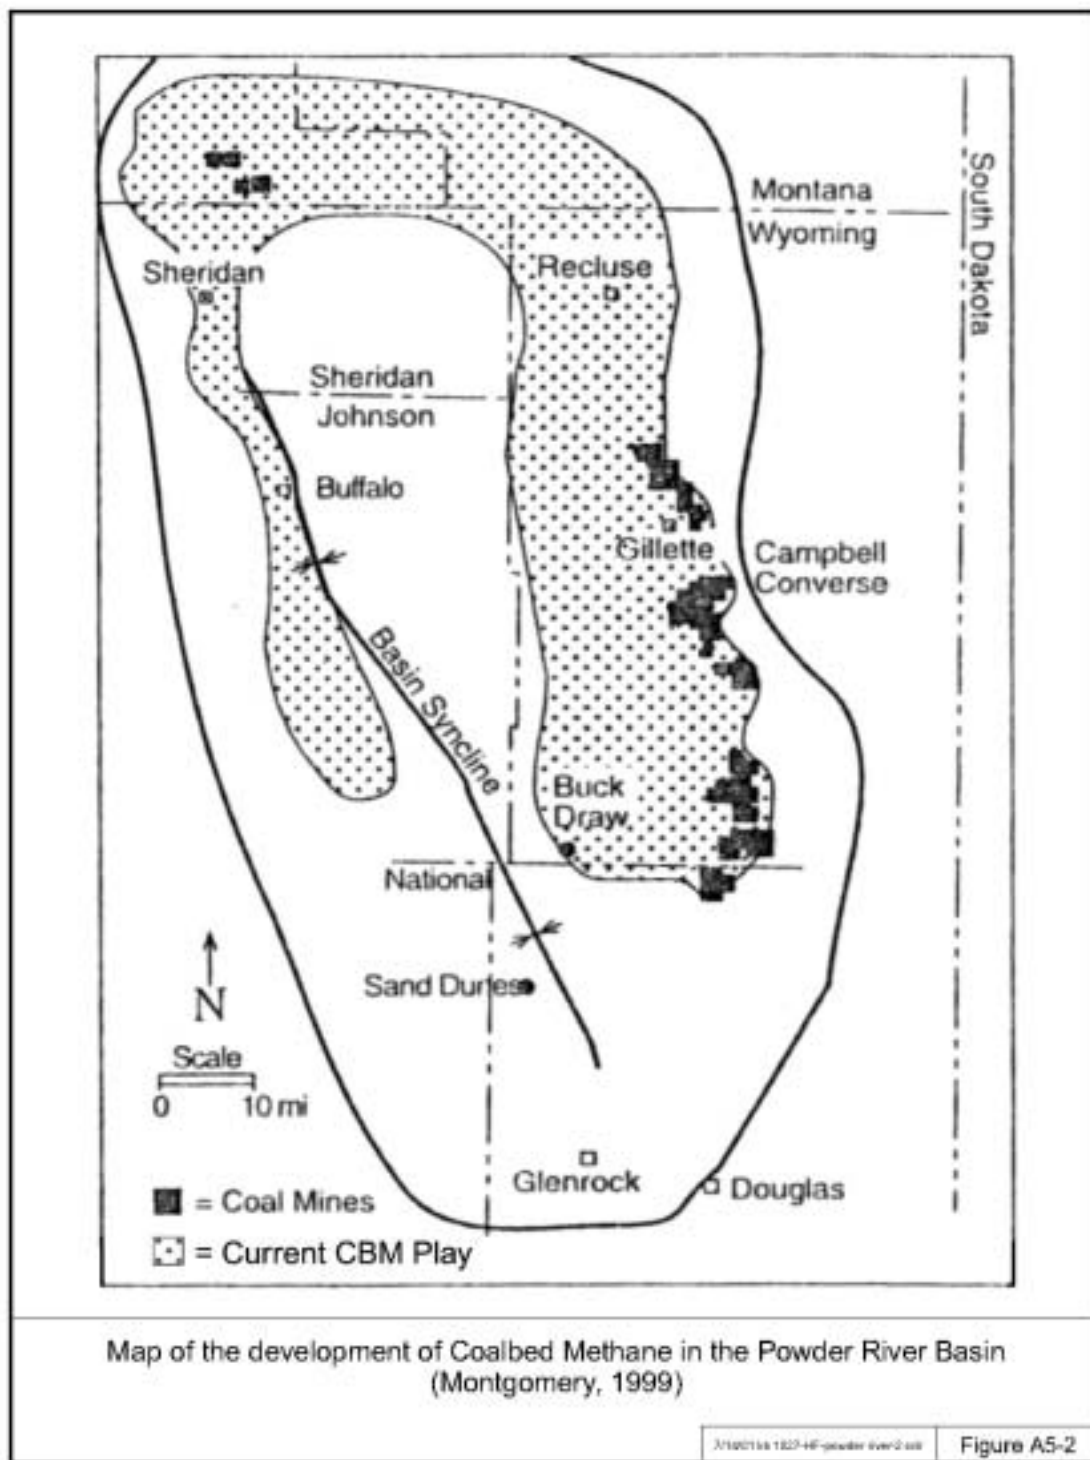 Montana
Wyoming
South Dakota
Sheridan
Recluse
Sheridan
Johnson
Buffalo
Gillette
Campbell
Converse
Basin Syncline
Buck
Draw
National
Sand Dunes
N
Scale
0 10 mi
Glenrock
Douglas
= Coal Mines
= Current CBM Play
Map of the development of Coalbed Methane in the Powder River Basin
(Montgomery, 1999)
Figure A5-2